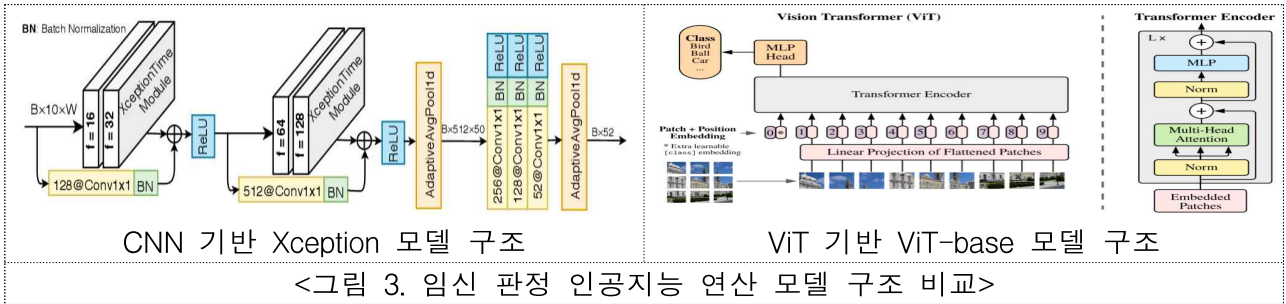 BN: Batch Normalization
B×10×W
f = 16
f = 32
XceptionTime
Module
128@Conv1x1
BN
ReLU
f = 64
f = 128
XceptionTime
Module
512@Conv1x1
BN
ReLU
AdaptiveAvgPool1d
B×512×50
256@Conv1x1
BN
ReLU
128@Conv1x1
BN
ReLU
52@Conv1x1
BN
ReLU
AdaptiveAvgPool1d
B×52
CNN 기반 Xception 모델 구조
Vision Transformer (ViT)
Class
Bird
Ball
Car
...
MLP
Head
Transformer Encoder
Patch + Position
Embedding
* Extra learnable
[class] embedding
0 * 1 2 3 4 5 6 7 8 9
Linear Projection of Flattened Patches
Transformer Encoder
L ×
+
MLP
Norm
+
Multi-Head
Attention
Norm
Embedded
Patches
ViT 기반 ViT-base 모델 구조
<그림 3. 임신 판정 인공지능 연산 모델 구조 비교>